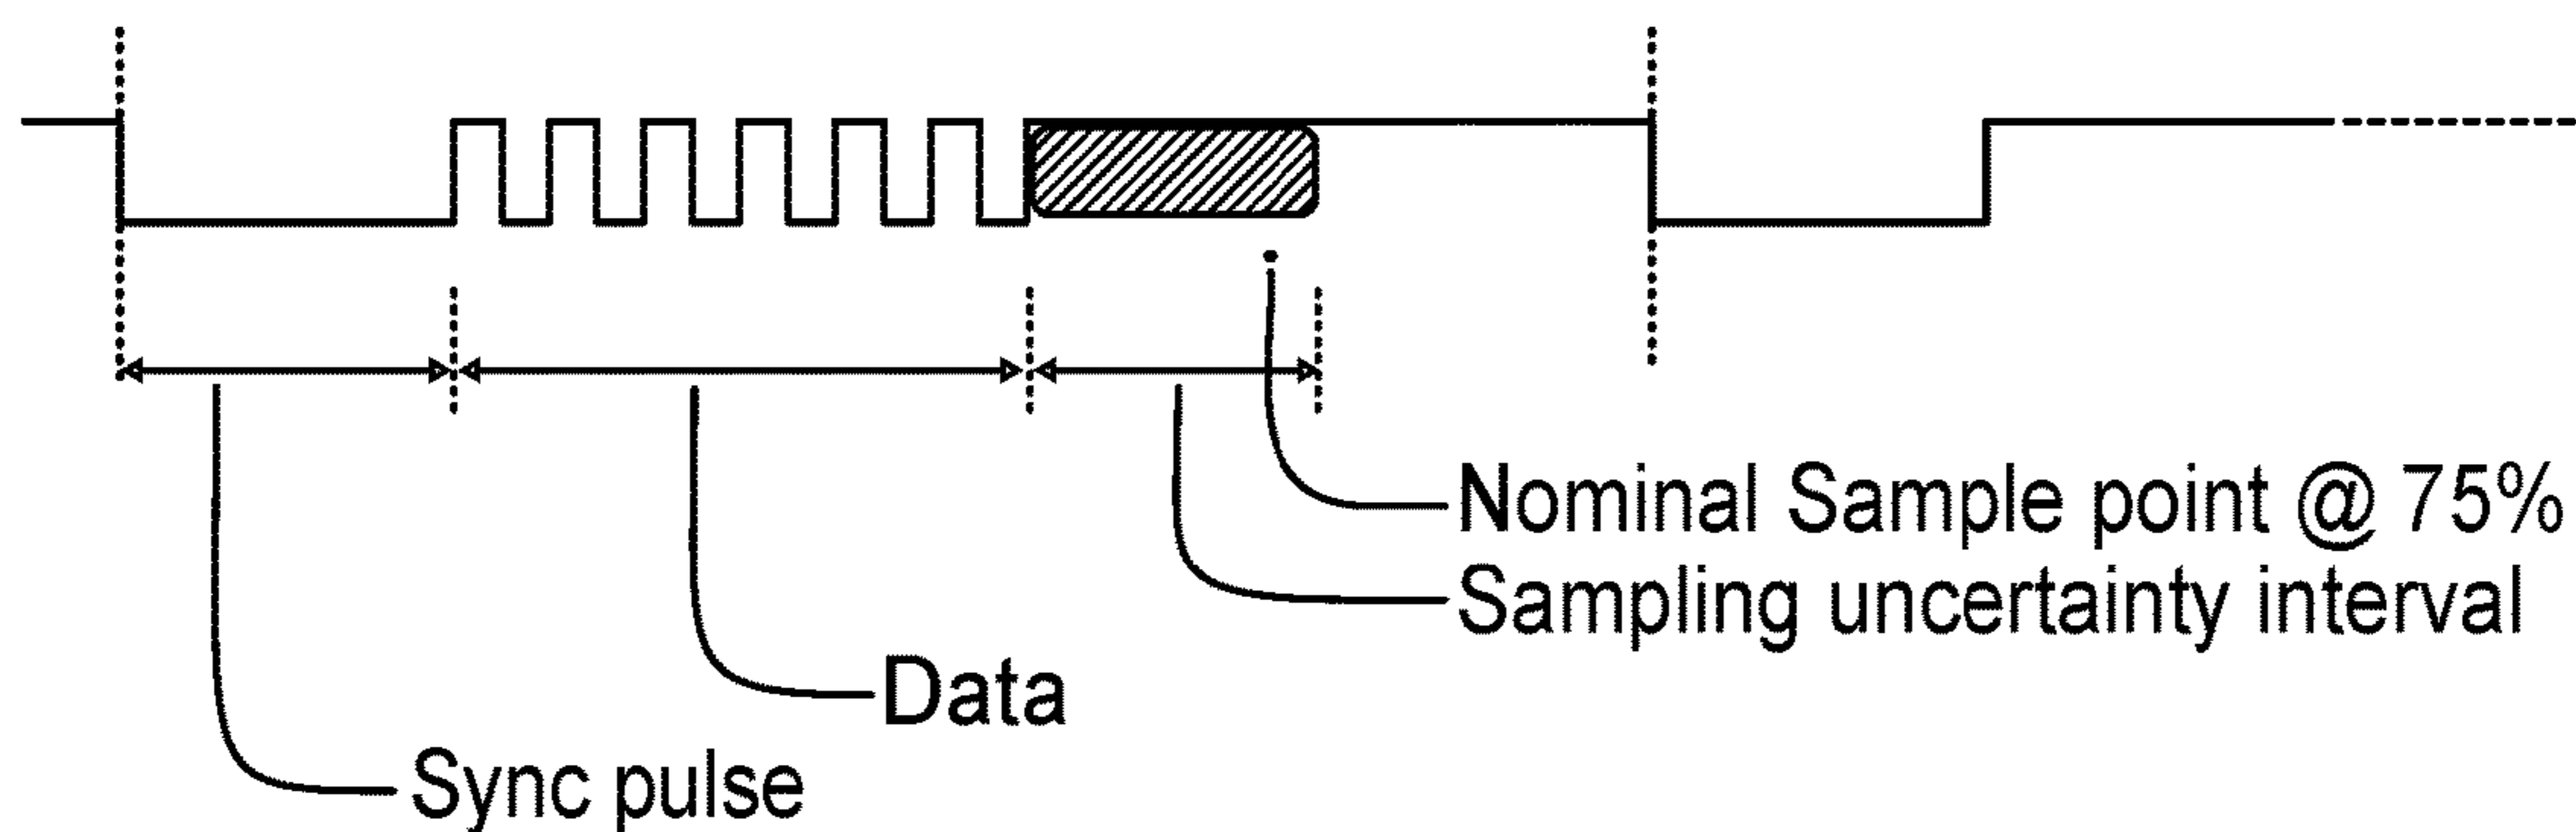 Nominal Sample point @ 75%
Sampling uncertainty interval
Data
Sync pulse